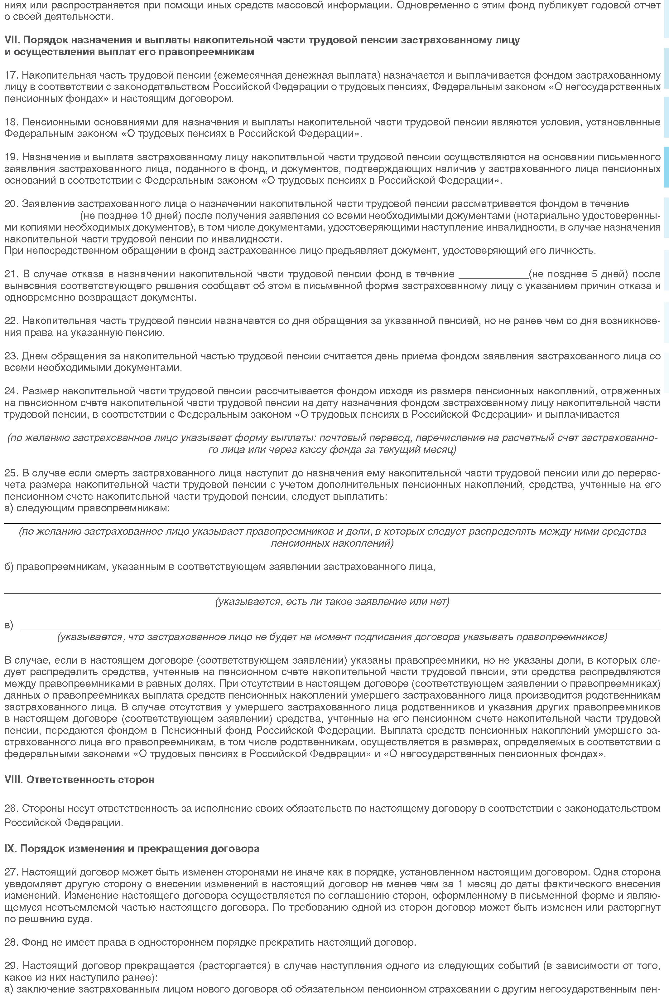 ниях или распространяется при помощи иных средств массовой информации. Одновременно с этим фонд публикует годовой отчет
о своей деятельности.
VII. Порядок назначения и выплаты накопительной части трудовой пенсии застрахованному лицу
и осуществления выплат его правопреемникам
17. Накопительная часть трудовой пенсии (ежемесячная денежная выплата) назначается и выплачивается фондом застрахованному
лицу в соответствии с законодательством Российской Федерации о трудовых пенсиях, Федеральным законом «О негосударственных
пенсионных фондах» и настоящим договором.
18. Пенсионными основаниями для назначения и выплаты накопительной части трудовой пенсии являются условия, установленные
Федеральным законом «О трудовых пенсиях в Российской Федерации».
19. Назначение и выплата застрахованному лицу накопительной части трудовой пенсии осуществляются на основании письменного
заявления застрахованного лица, поданного в фонд, и документов, подтверждающих наличие у застрахованного лица пенсионных
оснований в соответствии с Федеральным законом «О трудовых пенсиях в Российской Федерации».
20. Заявление застрахованного лица о назначении накопительной части трудовой пенсии рассматривается фондом в течение
_____________(не позднее 10 дней) после получения заявления со всеми необходимыми документами (нотариально удостоверенны-
ми копиями необходимых документов), в том числе документами, удостоверяющими наступление инвалидности, в случае назначения
накопительной части трудовой пенсии по инвалидности.
При непосредственном обращении в фонд застрахованное лицо предъявляет документ, удостоверяющий его личность.
21. В случае отказа в назначении накопительной части трудовой пенсии фонд в течение ____________(не позднее 5 дней) после
вынесения соответствующего решения сообщает об этом в письменной форме застрахованному лицу с указанием причин отказа и
одновременно возвращает документы.
22. Накопительная часть трудовой пенсии назначается со дня обращения за указанной пенсией, но не ранее чем со дня возникнове-
ния права на указанную пенсию.
23. Днем обращения за накопительной частью трудовой пенсии считается день приема фондом заявления застрахованного лица со
всеми необходимыми документами.
24. Размер накопительной части трудовой пенсии рассчитывается фондом исходя из размера пенсионных накоплений, отраженных
на пенсионном счете накопительной части трудовой пенсии на дату назначения фондом застрахованному лицу накопительной части
трудовой пенсии, в соответствии с Федеральным законом «О трудовых пенсиях в Российской Федерации» и выплачивается
(по желанию застрахованное лицо указывает форму выплаты: почтовый перевод, перечисление на расчетный счет застрахованно-
го лица или через кассу фонда за текущий месяц)
25. В случае если смерть застрахованного лица наступит до назначения ему накопительной части трудовой пенсии или до перерас-
чета размера накопительной части трудовой пенсии с учетом дополнительных пенсионных накоплений, средства, учтенные на его
пенсионном счете накопительной части трудовой пенсии, следует выплатить:
а) следующим правопреемникам:
(по желанию застрахованное лицо указывает правопреемников и доли, в которых следует распределять между ними средства
пенсионных накоплений)
б) правопреемникам, указанным в соответствующем заявлении застрахованного лица,
(указывается, есть ли такое заявление или нет)
в)
(указывается, что застрахованное лицо не будет на момент подписания договора указывать правопреемников)
В случае, если в настоящем договоре (соответствующем заявлении) указаны правопреемники, но не указаны доли, в которых сле-
дует распределить средства, учтенные на пенсионном счете накопительной части трудовой пенсии, эти средства распределяются
между правопреемниками в равных долях. При отсутствии в настоящем договоре (соответствующем заявлении о правопреемниках)
данных о правопреемниках выплата средств пенсионных накоплений умершего застрахованного лица производится родственникам
застрахованного лица. В случае отсутствия у умершего застрахованного лица родственников и указания других правопреемников
в настоящем договоре (соответствующем заявлении) средства, учтенные на его пенсионном счете накопительной части трудовой
пенсии, передаются фондом в Пенсионный фонд Российской Федерации. Выплата средств пенсионных накоплений умершего за-
страхованного лица его правопреемникам, в том числе родственникам, осуществляется в размерах, определяемых в соответствии с
федеральными законами «О трудовых пенсиях в Российской Федерации» и «О негосударственных пенсионных фондах».
VIII. Ответственность сторон
26. Стороны несут ответственность за исполнение своих обязательств по настоящему договору в соответствии с законодательством
Российской Федерации.
IX. Порядок изменения и прекращения договора
27. Настоящий договор может быть изменен сторонами не иначе как в порядке, установленном настоящим договором. Одна сторона
уведомляет другую сторону о внесении изменений в настоящий договор не менее чем за 1 месяц до даты фактического внесения
изменений. Изменение настоящего договора осуществляется по соглашению сторон, оформленному в письменной форме и являю-
щемуся неотъемлемой частью настоящего договора. По требованию одной из сторон договор может быть изменен или расторгнут
по решению суда.
28. Фонд не имеет права в одностороннем порядке прекратить настоящий договор.
29. Настоящий договор прекращается (расторгается) в случае наступления одного из следующих событий (в зависимости от того,
какое из них наступило ранее):
а) заключение застрахованным лицом нового договора об обязательном пенсионном страховании с другим негосударственным пен-